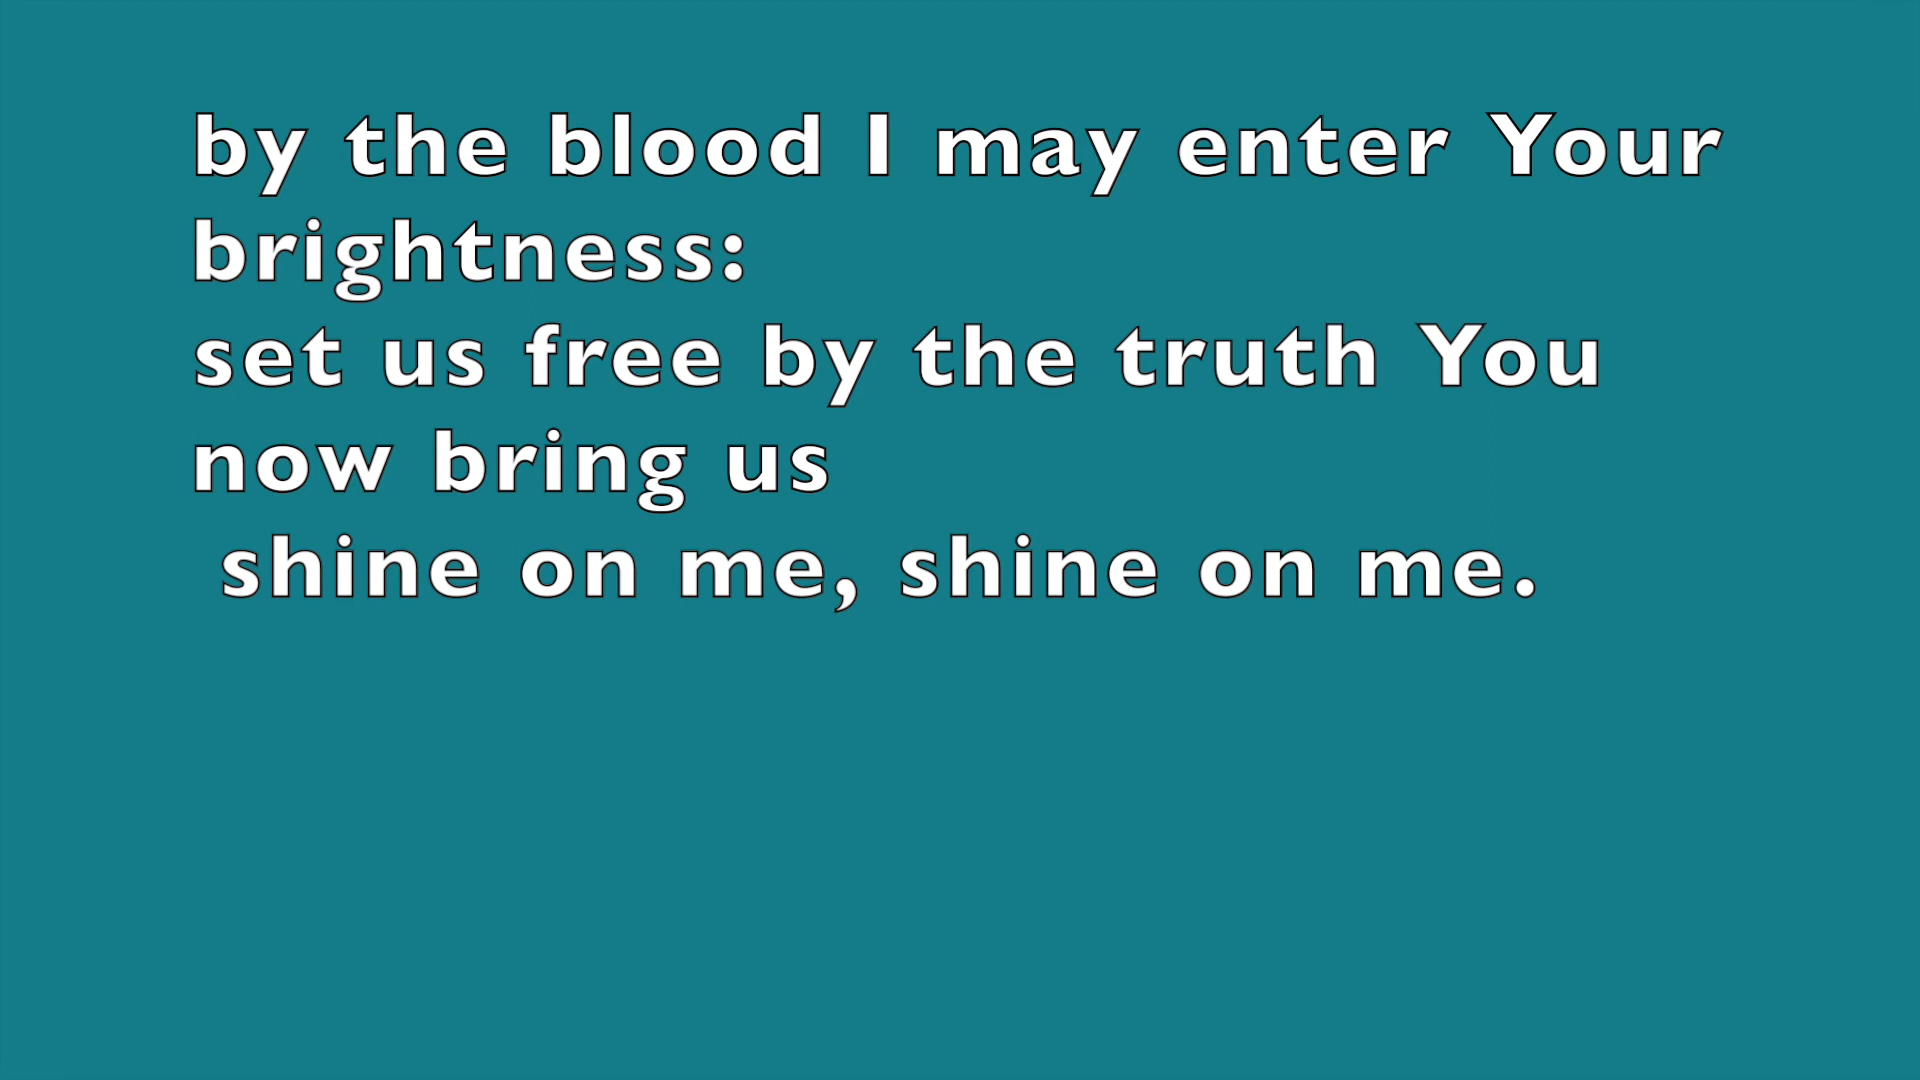 by the blood I may enter Your
brightness:
set us free by the truth You
now bring us
shine on me, shine on me.